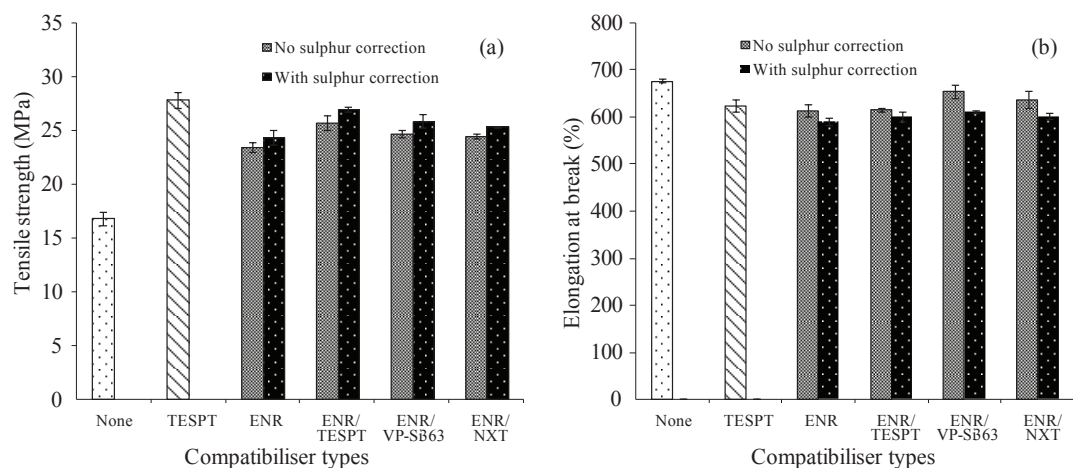 35
30
25
20
15
10
5
0
Tensile strength (MPa)
(a)
No sulphur correction
With sulphur correction
None
TESPT
ENR
ENR/
TESPT
ENR/
VP-SB63
ENR/
NXT
Compatibiliser types
800
700
600
500
400
300
200
100
0
Elongation at break (%)
(b)
No sulphur correction
With sulphur correction
None
TESPT
ENR
ENR/
TESPT
ENR/
VP-SB63
ENR/
NXT
Compatibiliser types